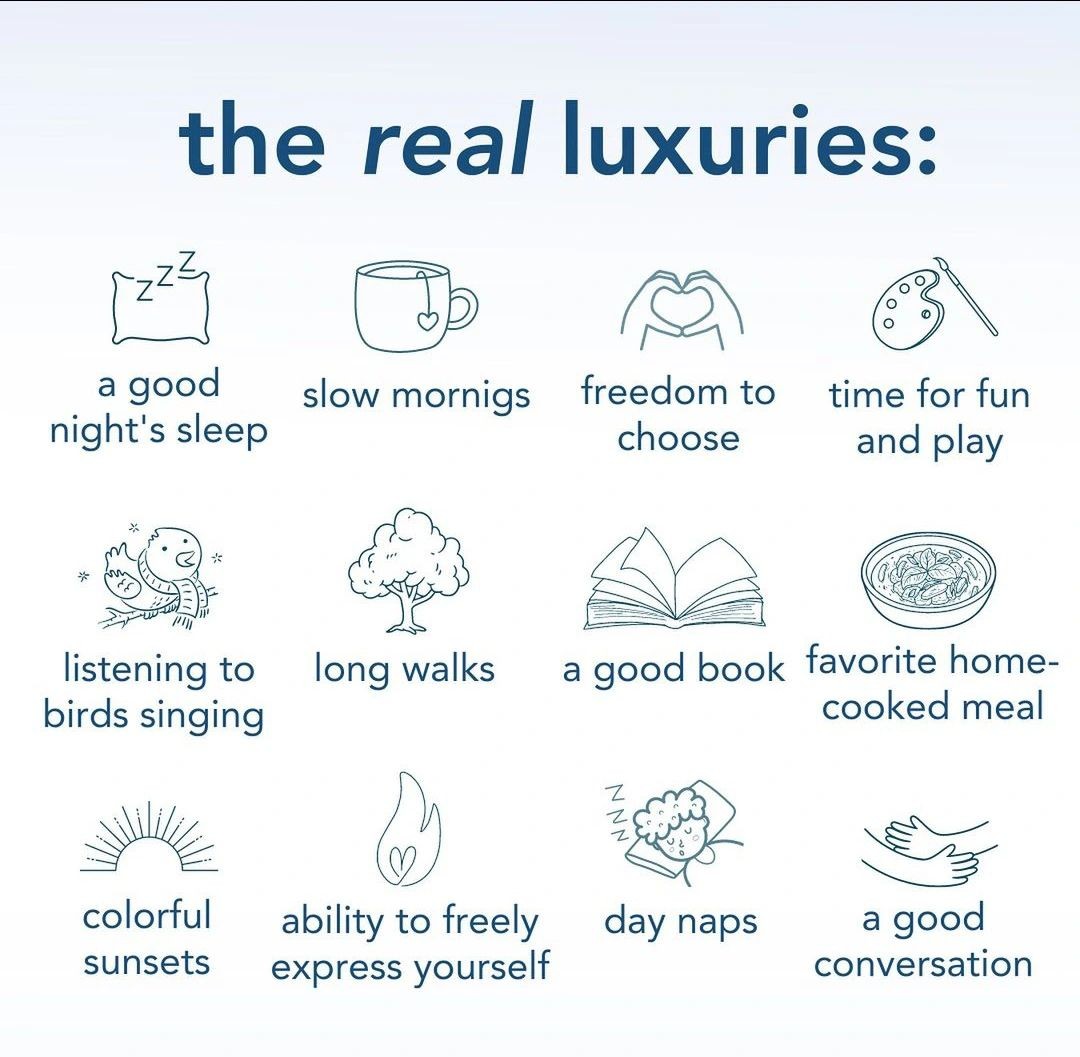 the real luxuries:
z z z
a good
night's sleep
slow mornigs
freedom to
choose
time for fun
and play
listening to
birds singing
long walks
a good book
favorite home-
cooked meal
colorful
sunsets
ability to freely
express yourself
z z z z
day naps
a good
conversation